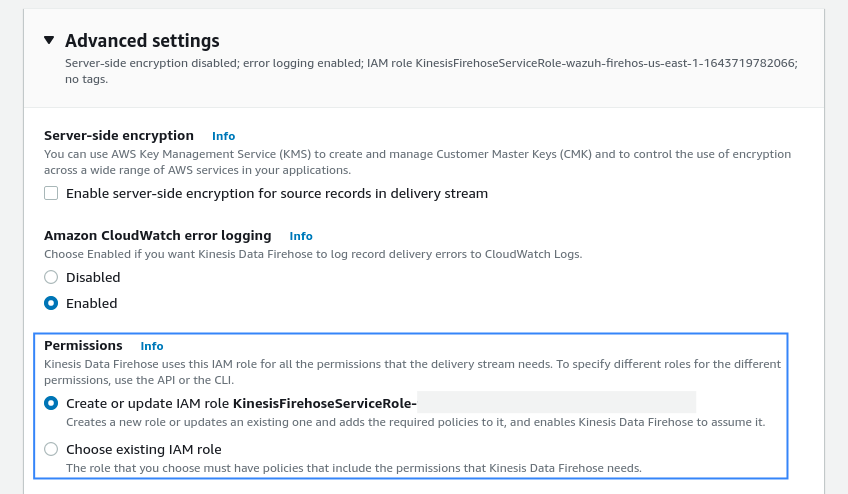 Advanced settings
Server-side encryption disabled; error logging enabled; IAM role KinesisFirehoseServiceRole-wazuh-firehos-us-east-1-1643719782066;
no tags.
Server-side encryption Info
You can use AWS Key Management Service (KMS) to create and manage Customer Master Keys (CMK) and to control the use of encryption
across a wide range of AWS services in your applications.
Enable server-side encryption for source records in delivery stream
Amazon CloudWatch error logging Info
Choose Enabled if you want Kinesis Data Firehose to log record delivery errors to CloudWatch Logs.
Disabled
Enabled
Permissions Info
Kinesis Data Firehose uses this IAM role for all the permissions that the delivery stream needs. To specify different roles for the different
permissions, use the API or the CLI.
Create or update IAM role KinesisFirehoseServiceRole-
Creates a new role or updates an existing one and adds the required policies to it, and enables Kinesis Data Firehose to assume it.
Choose existing IAM role
The role that you choose must have policies that include the permissions that Kinesis Data Firehose needs.